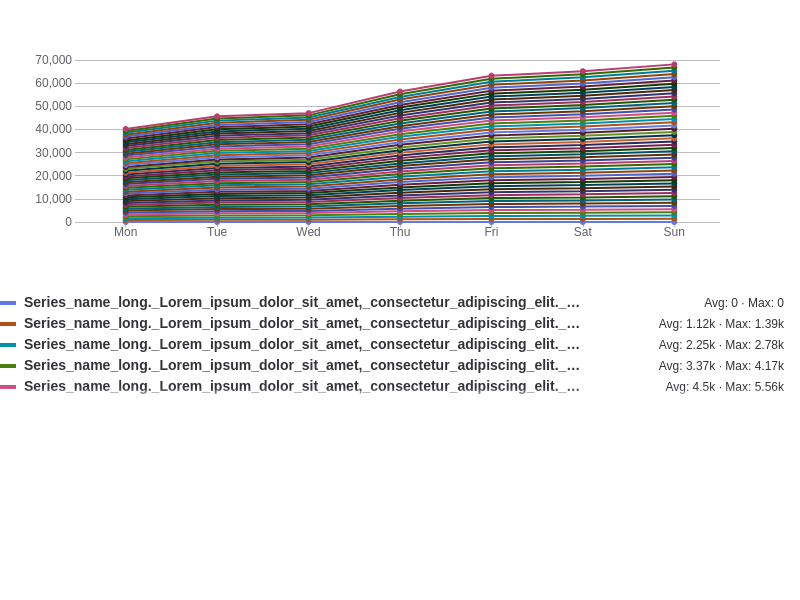 70,000
60,000
50,000
40,000
30,000
20,000
10,000
0
Mon Tue Wed Thu Fri Sat Sun
Series_name_long._Lorem_ipsum_dolor_sit_amet,_consectetur_adipiscing_elit._… Avg: 0 · Max: 0
Series_name_long._Lorem_ipsum_dolor_sit_amet,_consectetur_adipiscing_elit._… Avg: 1.12k · Max: 1.39k
Series_name_long._Lorem_ipsum_dolor_sit_amet,_consectetur_adipiscing_elit._… Avg: 2.25k · Max: 2.78k
Series_name_long._Lorem_ipsum_dolor_sit_amet,_consectetur_adipiscing_elit._… Avg: 3.37k · Max: 4.17k
Series_name_long._Lorem_ipsum_dolor_sit_amet,_consectetur_adipiscing_elit._… Avg: 4.5k · Max: 5.56k